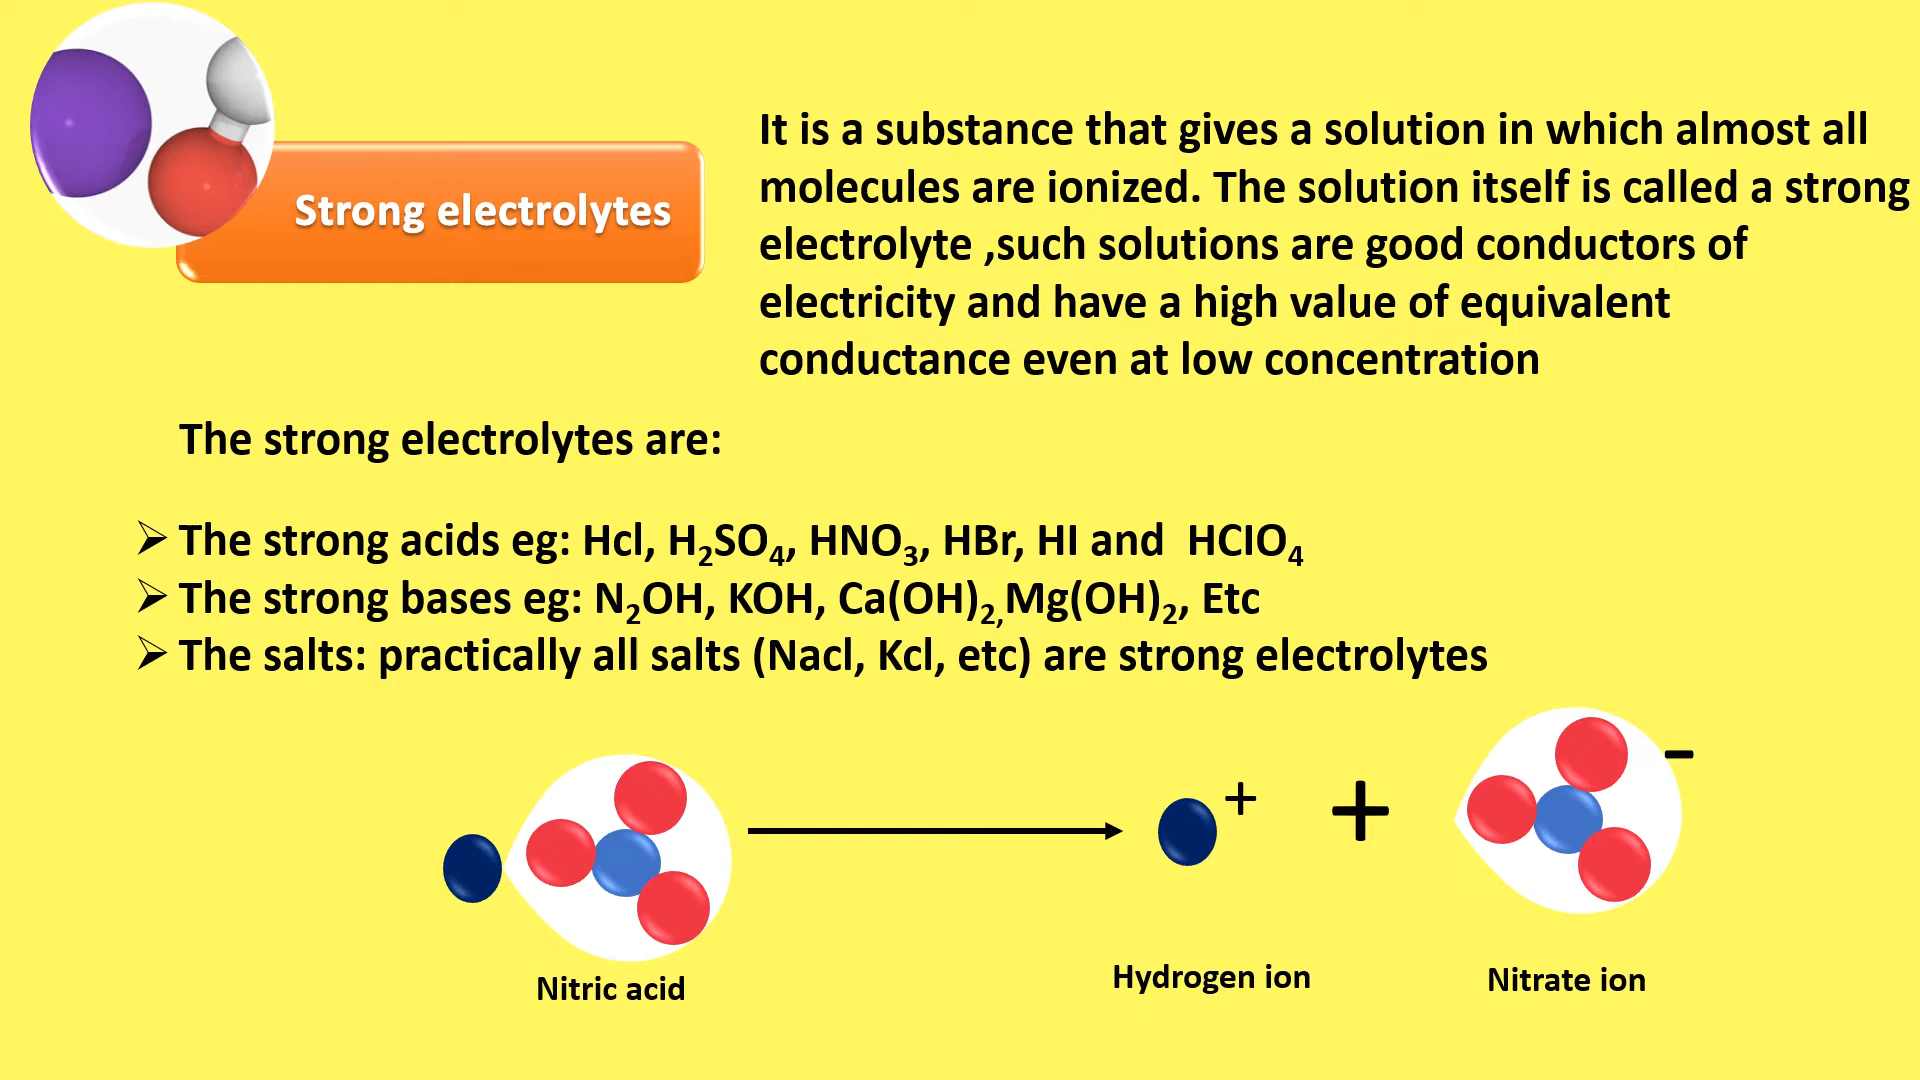 Strong electrolytes
It is a substance that gives a solution in which almost all
molecules are ionized. The solution itself is called a strong
electrolyte ,such solutions are good conductors of
electricity and have a high value of equivalent
conductance even at low concentration
The strong electrolytes are:
➢ The strong acids eg: Hcl, H₂SO₄, HNO₃, HBr, HI and HCIO₄
➢ The strong bases eg: N₂OH, KOH, Ca(OH)₂,Mg(OH)₂, Etc
➢ The salts: practically all salts (Nacl, Kcl, etc) are strong electrolytes
+
+
-
Nitric acid
Hydrogen ion
Nitrate ion